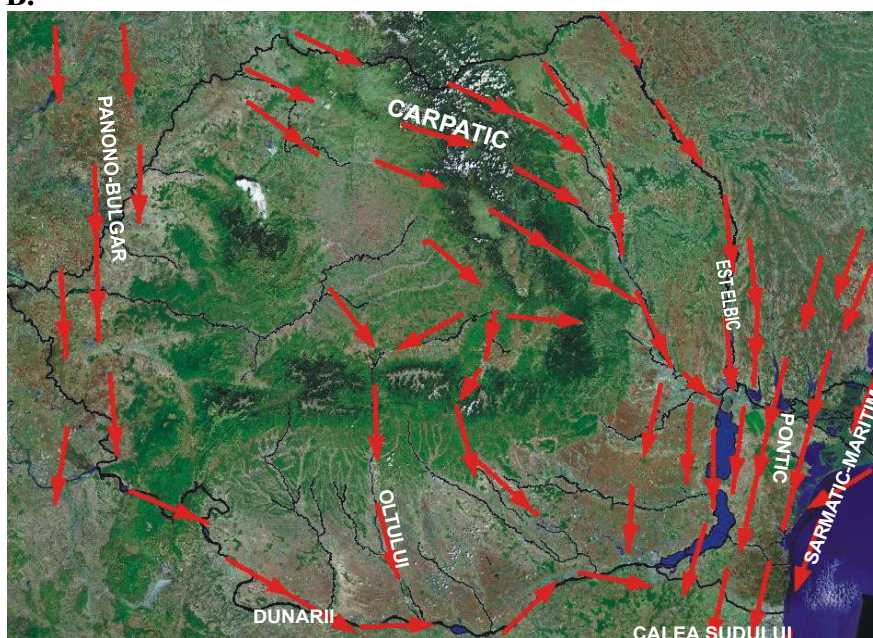 B.
CARPATIC
PANONO-BULGAR
EST ELBIC
PONTIC
SARMATIC-MARITIM
OLTULUI
DUNARII
CALEA SUDULUI